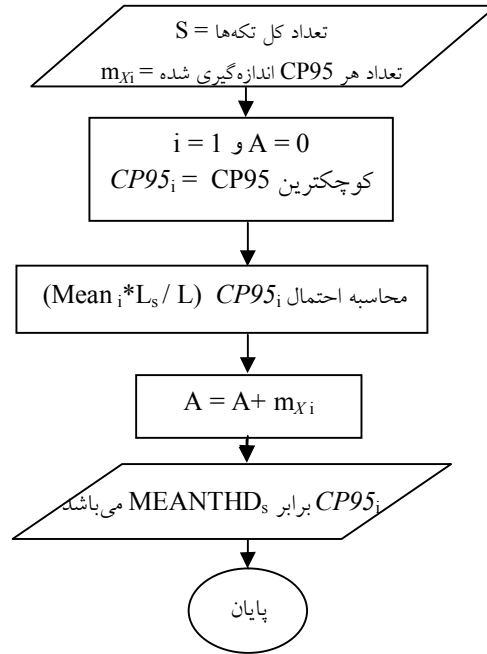 تعداد کل تکه‌ها = S
تعداد هر CP95 اندازه‌گیری شده = mXi
i = 1 و A = 0
کوچکترین CP95i = CP95
محاسبه احتمال CP95i (Mean i*Ls / L)
A = A+ mXi
CP95i برابر MEANTHDs می‌باشد
پایان